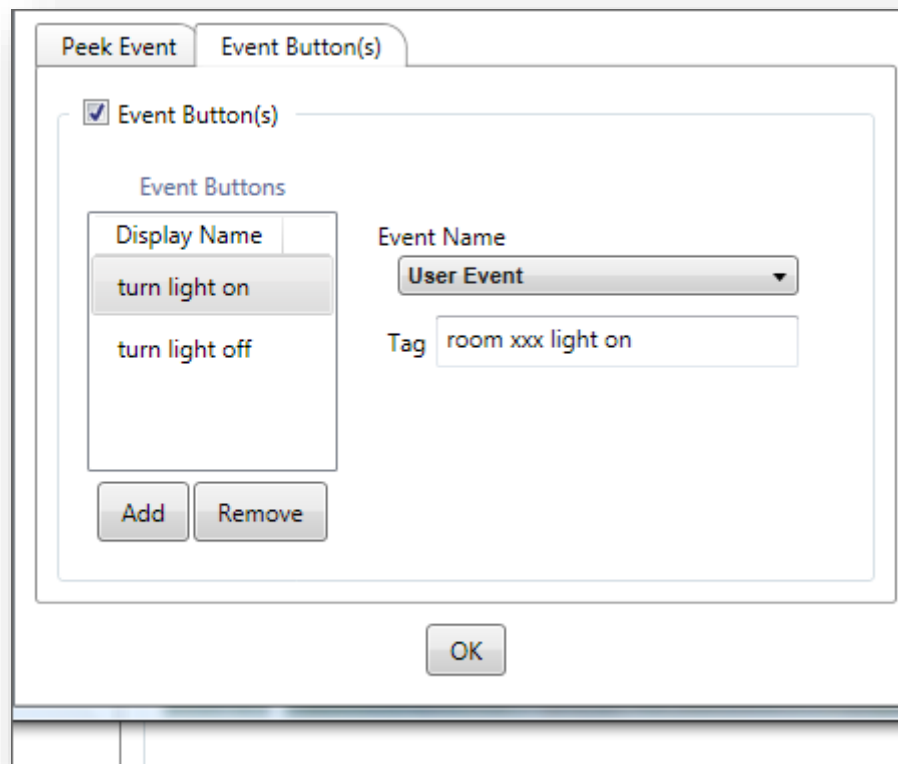 Peek Event
Event Button(s)
Event Button(s)
Event Buttons
Display Name
turn light on
turn light off
Event Name
User Event
Tag room xxx light on
Add
Remove
OK